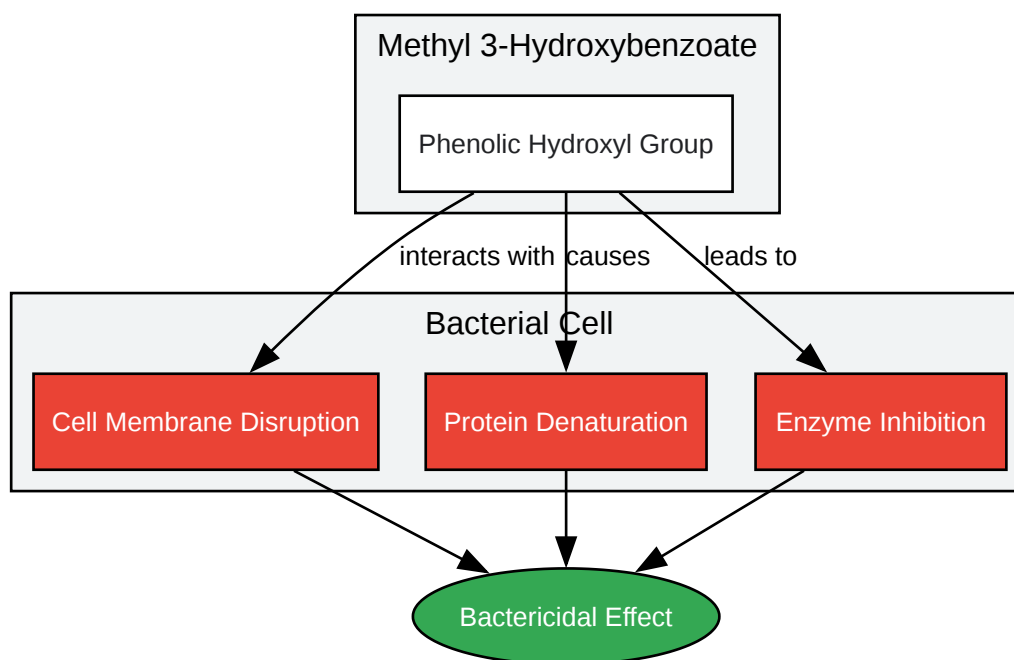 Methyl 3-Hydroxybenzoate
Phenolic Hydroxyl Group
interacts with
causes
leads to
Bacterial Cell
Cell Membrane Disruption
Protein Denaturation
Enzyme Inhibition
Bactericidal Effect